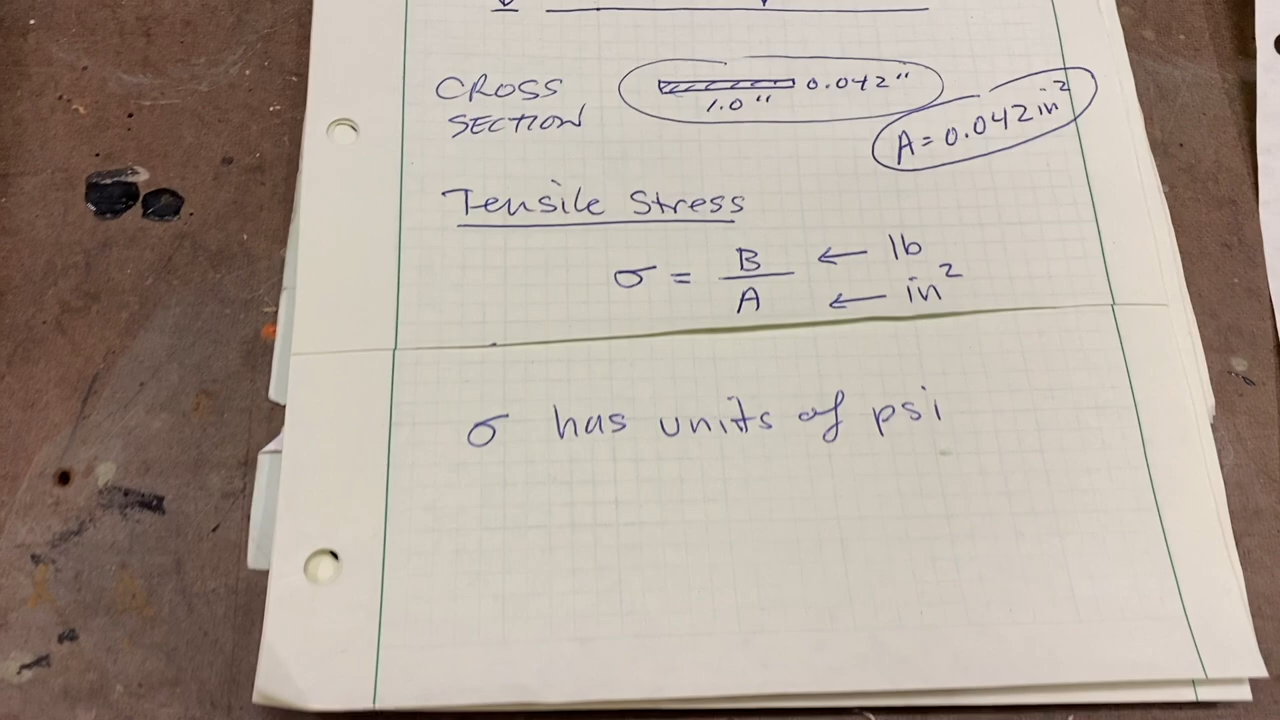 CROSS
SECTION
0.042"
1.0"
A = 0.042 in²
Tensile Stress
σ = B / A
← lb
← in²
σ has units of psi